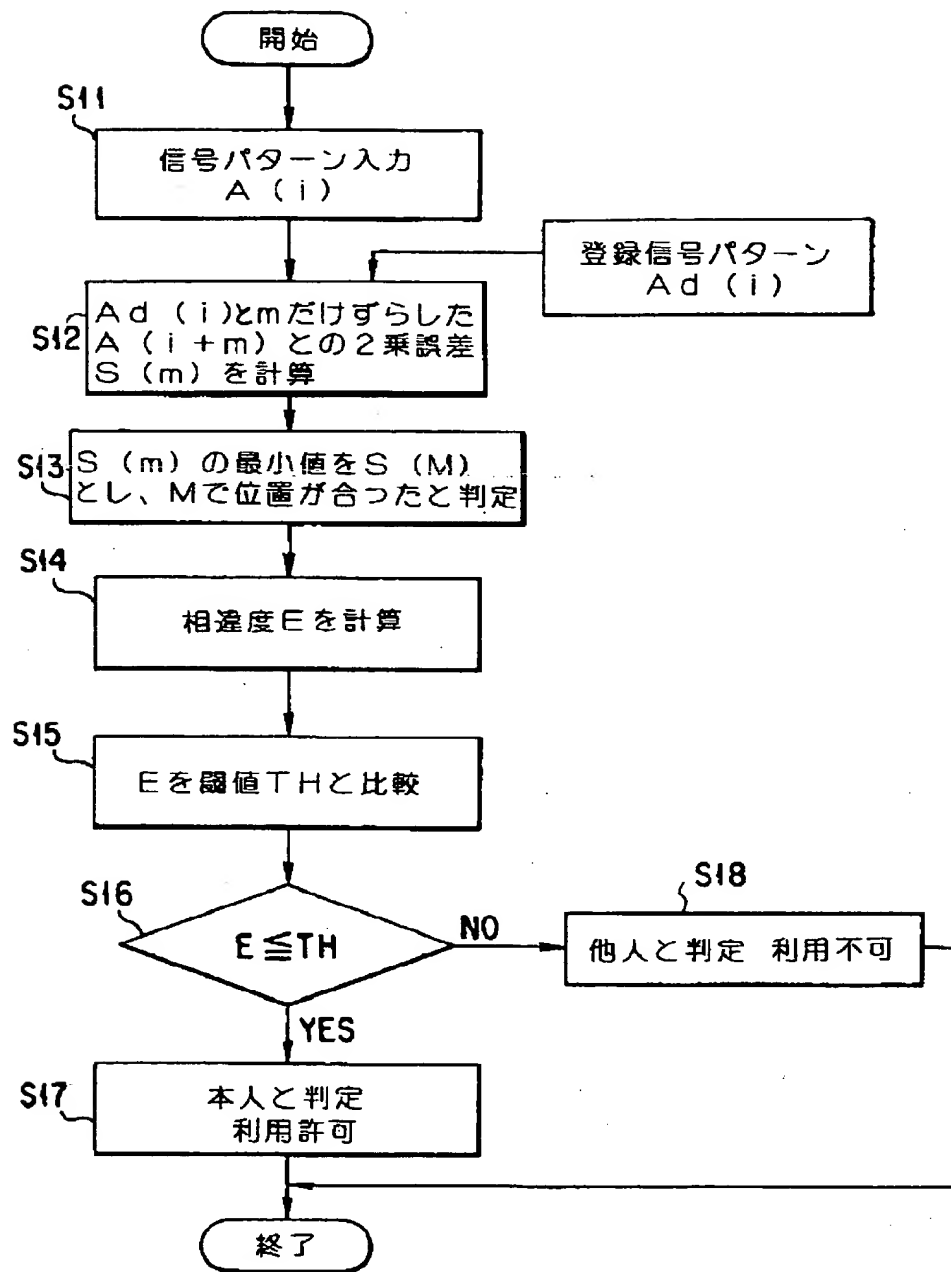 開始
S11
信号パターン入力
A (i)
登録信号パターン
Ad (i)
S12
Ad (i)とmだけずらした
A (i+m) との2乗誤差
S (m) を計算
S13
S (m) の最小値をS (M)
とし、Mで位置が合ったと判定
S14
相違度Eを計算
S15
Eを閾値THと比較
S16
E≦TH
NO
S18
他人と判定 利用不可
YES
S17
本人と判定
利用許可
終了